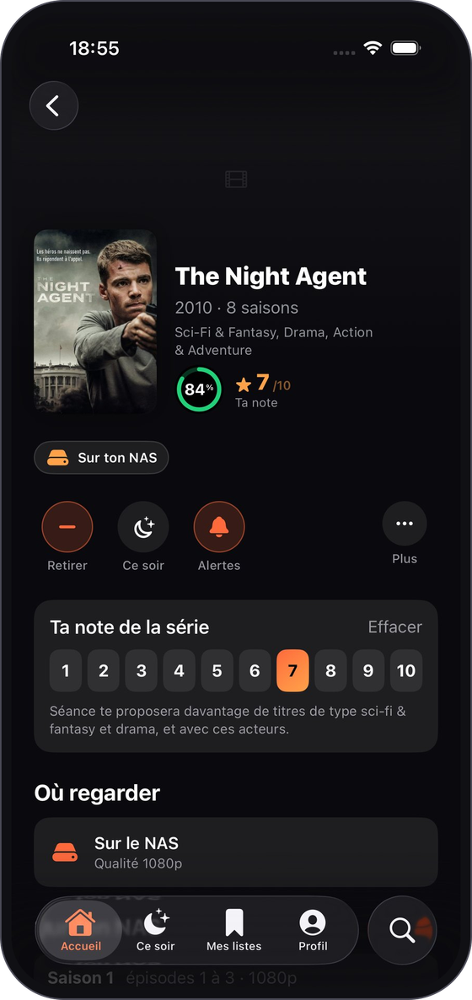 18:55
Les héros ne naissent pas.
Ils répondent à l'appel.
THE
NIGHT
AGENT
The Night Agent
2010 · 8 saisons
Sci-Fi & Fantasy, Drama, Action
& Adventure
84%
7 /10
Ta note
Sur ton NAS
Retirer
Ce soir
Alertes
Plus
Ta note de la série
Effacer
1 2 3 4 5 6 7 8 9 10
Séance te proposera davantage de titres de type sci-fi &
fantasy et drama, et avec ces acteurs.
Où regarder
Sur le NAS
Qualité 1080p
Accueil
Ce soir
Mes listes
Profil
Saison 1 épisodes 1 à 3 · 1080p